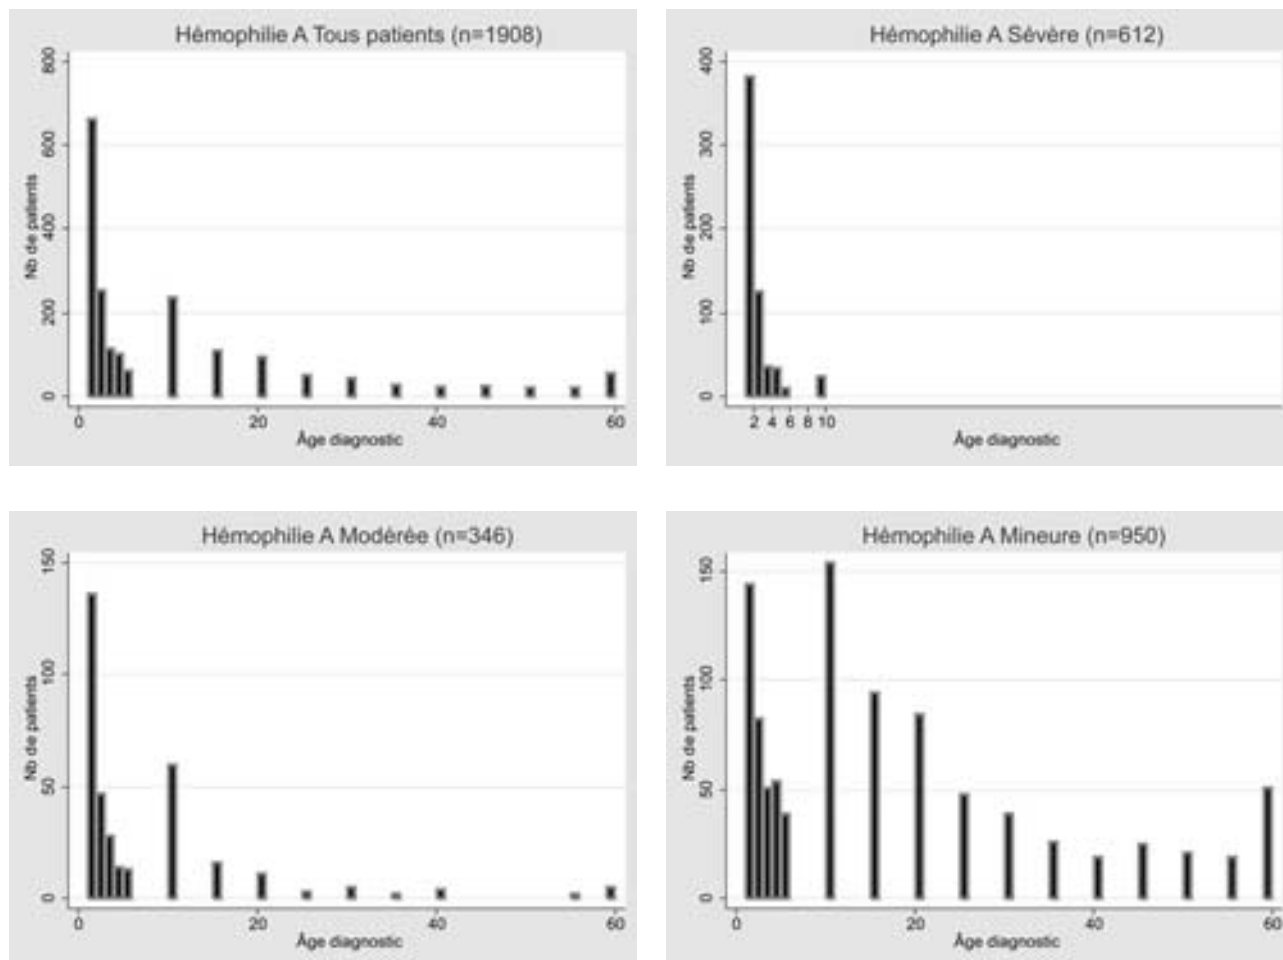 Hémophilie A Tous patients (n=1908)
Nb de patients
800
600
400
200
0
0 20 40 60
Âge diagnostic
Hémophilie A Sévère (n=612)
Nb de patients
400
300
200
100
0
2 4 6 8 10
Âge diagnostic
Hémophilie A Modérée (n=346)
Nb de patients
150
100
50
0
0 20 40 60
Âge diagnostic
Hémophilie A Mineure (n=950)
Nb de patients
150
100
50
0
0 20 40 60
Âge diagnostic